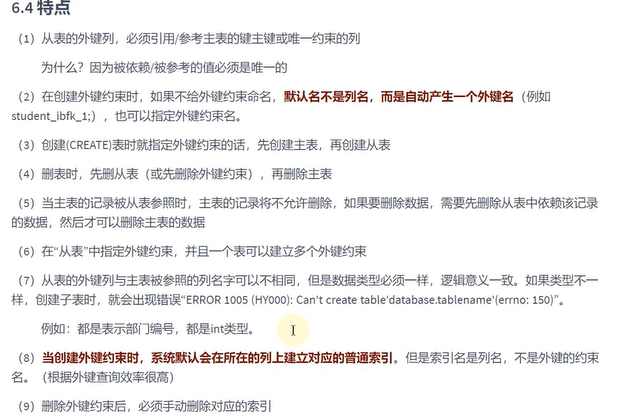 6.4 特点
（1）从表的外键列，必须引用/参考主表的键主键或唯一约束的列
为什么？因为被依赖/被参考的值必须是唯一的
（2）在创建外键约束时，如果不给外键约束命名，默认名不是列名，而是自动产生一个外键名（例如
student_ibfk_1;），也可以指定外键约束名。
（3）创建(CREATE)表时就指定外键约束的话，先创建主表，再创建从表
（4）删表时，先删从表（或先删除外键约束），再删除主表
（5）当主表的记录被从表参照时，主表的记录将不允许删除，如果要删除数据，需要先删除从表中依赖该记录
的数据，然后才可以删除主表的数据
（6）在“从表”中指定外键约束，并且一个表可以建立多个外键约束
（7）从表的外键列与主表被参照的列名字可以不相同，但是数据类型必须一样，逻辑意义一致。如果类型不一
样，创建子表时，就会出现错误“ERROR 1005 (HY000): Can't create table'database.tablename'(errno: 150)”。
例如：都是表示部门编号，都是int类型。
（8）当创建外键约束时，系统默认会在所在的列上建立对应的普通索引。但是索引名是列名，不是外键的约束
名。（根据外键查询效率很高）
（9）删除外键约束后，必须手动删除对应的索引